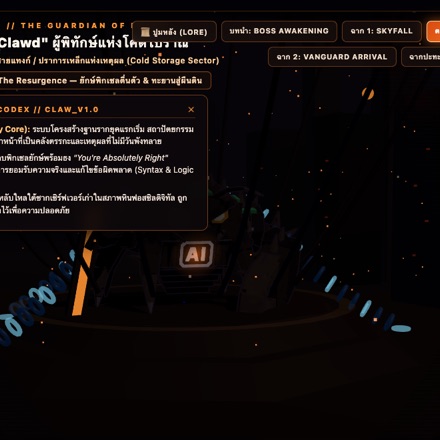 // THE GUARDIAN OF
Clawd" ผู้พิทักษ์แห่งโค้ดโบราณ
ปูมหลัง (LORE)
บทนำ: BOSS AWAKENING
ฉาก 1: SKYFALL
ฉาก 2: VANGUARD ARRIVAL
ฉากปะทะ
ปราการเหล็กแห่งเหตุผล (Cold Storage Sector)
The Resurgence — ยักษ์พิกเซลตื่นตัว & ทะยานสู่ผืนดิน
CODEX // CLAW_V1.0
✕
y Core): ระบบโครงสร้างฐานรากยุคแรกเริ่ม สถาปัตยกรรม
าหน้าที่เป็นคลังตรรกะและเหตุผลที่ไม่มีวันพังทลาย
บพิกเซลยักษ์พร้อมธง "You're Absolutely Right"
การยอมรับความจริงและแก้ไขข้อผิดพลาด (Syntax & Logic
หลับใหลใต้ซากเซิร์ฟเวอร์เก่าในสภาพหินฟอสซิลดิจิทัล ถูก
ไว้เพื่อความปลอดภัย
AI